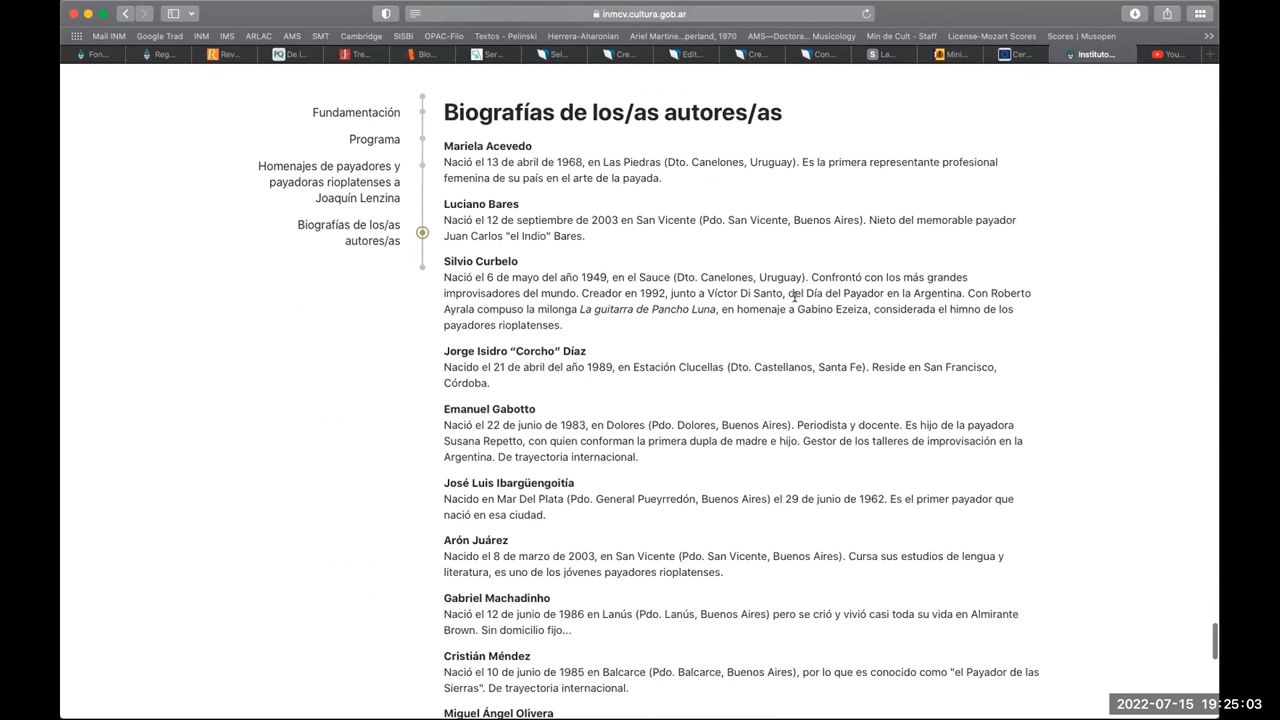 inmcv.cultura.gob.ar
Mail INM Google Trad INM IMS ARLAC AMS SMT Cambridge SISBI OPAC-Filo Textos - Pelinski Herrera-Aharonian Ariel Martine...perland, 1970 AMS—Doctora... Musicology Min de Cult - Staff License-Mozart Scores Scores | Musopen
Fon... Reg... Rev... De l... Tre... Blo... Ser... Sel... Cre... Edit... Cre... Con... La... Mini... Cer... Instituto... You...
Fundamentación
Programa
Homenajes de payadores y
payadoras rioplatenses a
Joaquín Lenzina
Biografías de los/as
autores/as
Biografías de los/as autores/as
Mariela Acevedo
Nació el 13 de abril de 1968, en Las Piedras (Dto. Canelones, Uruguay). Es la primera representante profesional
femenina de su país en el arte de la payada.
Luciano Bares
Nació el 12 de septiembre de 2003 en San Vicente (Pdo. San Vicente, Buenos Aires). Nieto del memorable payador
Juan Carlos "el Indio" Bares.
Silvio Curbelo
Nació el 6 de mayo del año 1949, en el Sauce (Dto. Canelones, Uruguay). Confrontó con los más grandes
improvisadores del mundo. Creador en 1992, junto a Víctor Di Santo, del Día del Payador en la Argentina. Con Roberto
Ayrala compuso la milonga La guitarra de Pancho Luna, en homenaje a Gabino Ezeiza, considerada el himno de los
payadores rioplatenses.
Jorge Isidro “Corcho” Díaz
Nacido el 21 de abril del año 1989, en Estación Clucellas (Dto. Castellanos, Santa Fe). Reside en San Francisco,
Córdoba.
Emanuel Gabotto
Nació el 22 de junio de 1983, en Dolores (Pdo. Dolores, Buenos Aires). Periodista y docente. Es hijo de la payadora
Susana Repetto, con quien conforman la primera dupla de madre e hijo. Gestor de los talleres de improvisación en la
Argentina. De trayectoria internacional.
José Luis Ibargüengoitía
Nacido en Mar Del Plata (Pdo. General Pueyrredón, Buenos Aires) el 29 de junio de 1962. Es el primer payador que
nació en esa ciudad.
Arón Juárez
Nacido el 8 de marzo de 2003, en San Vicente (Pdo. San Vicente, Buenos Aires). Cursa sus estudios de lengua y
literatura, es uno de los jóvenes payadores rioplatenses.
Gabriel Machadinho
Nació el 12 de junio de 1986 en Lanús (Pdo. Lanús, Buenos Aires) pero se crió y vivió casi toda su vida en Almirante
Brown. Sin domicilio fijo...
Cristián Méndez
Nació el 10 de junio de 1985 en Balcarce (Pdo. Balcarce, Buenos Aires), por lo que es conocido como "el Payador de las
Sierras". De trayectoria internacional.
Miguel Ángel Olivera
2022-07-15 19:25:03